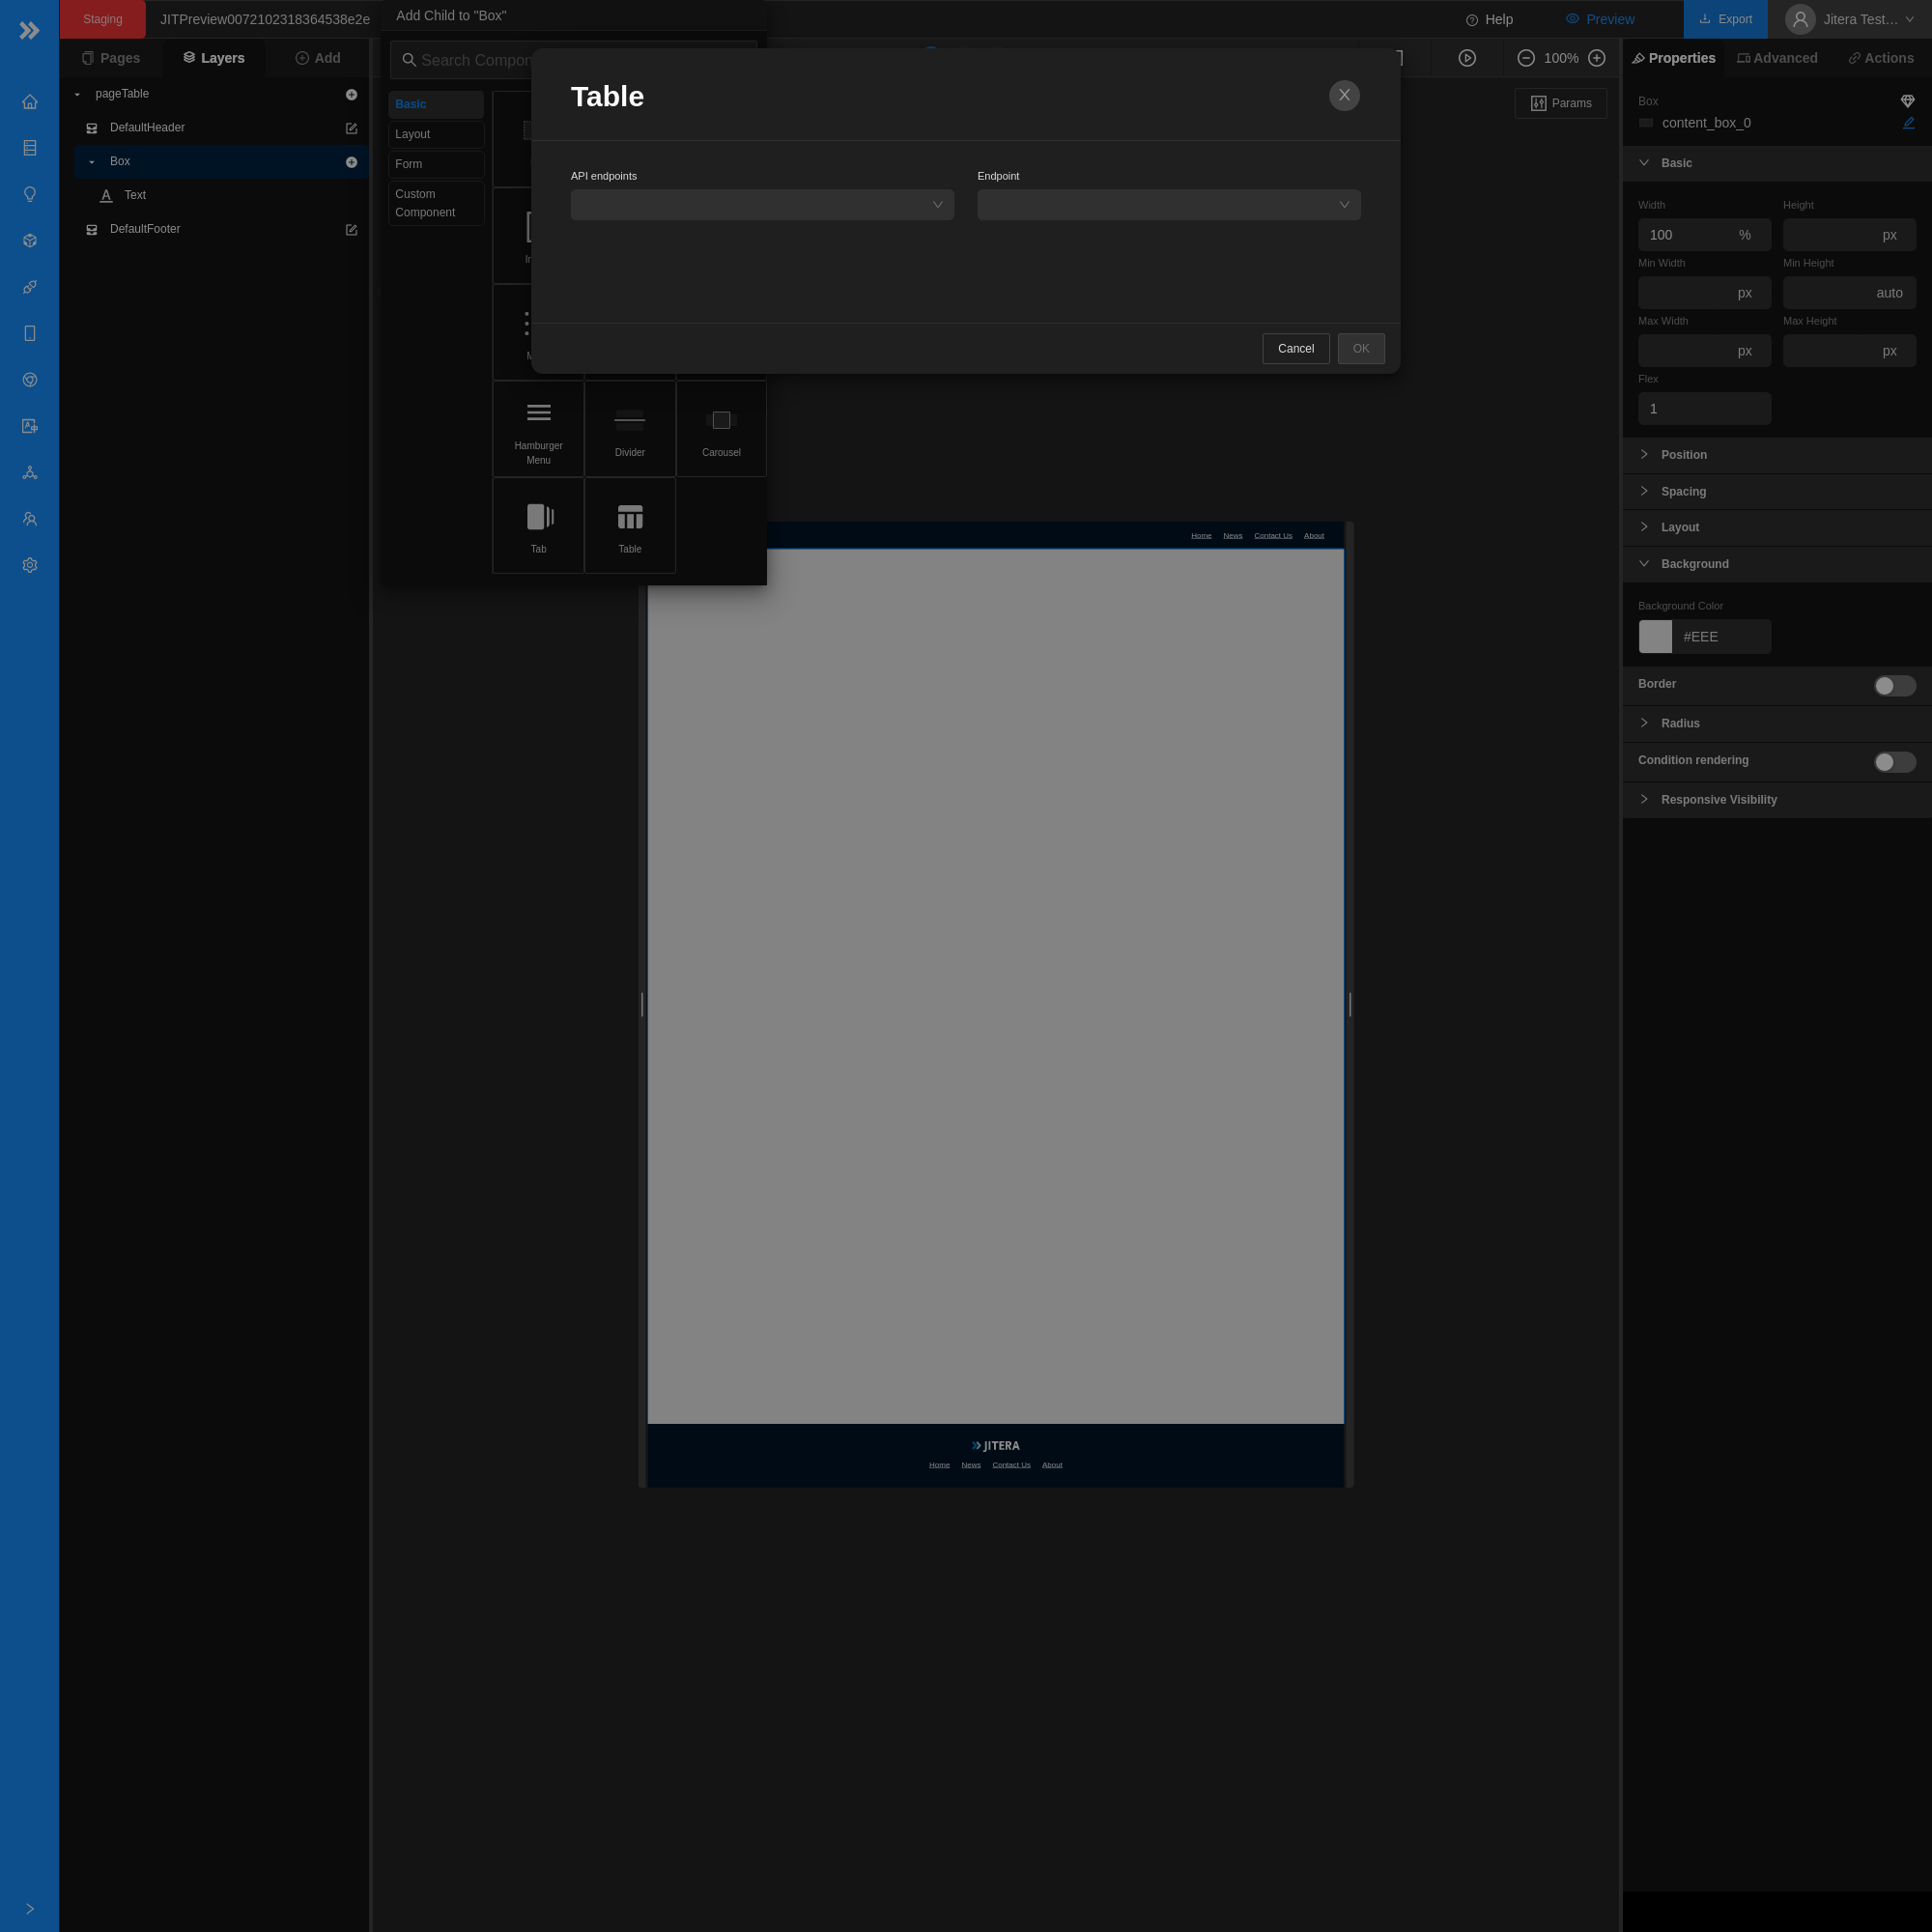 Staging
JITPreview0072102318364538e2e
Help
Preview
Export
Jitera Test...
Pages
Layers
Add
pageTable
DefaultHeader
Box
Text
DefaultFooter
Add Child to "Box"
Search Compon
Basic
Layout
Form
Custom
Component
Hamburger
Menu
Divider
Carousel
Tab
Table
Table
API endpoints
Endpoint
Cancel
OK
100%
Params
Home News Contact Us About
JITERA
Home News Contact Us About
Properties
Advanced
Actions
Box
content_box_0
Basic
Width
Height
100 %
px
Min Width
Min Height
px
auto
Max Width
Max Height
px
px
Flex
1
Position
Spacing
Layout
Background
Background Color
#EEE
Border
Radius
Condition rendering
Responsive Visibility